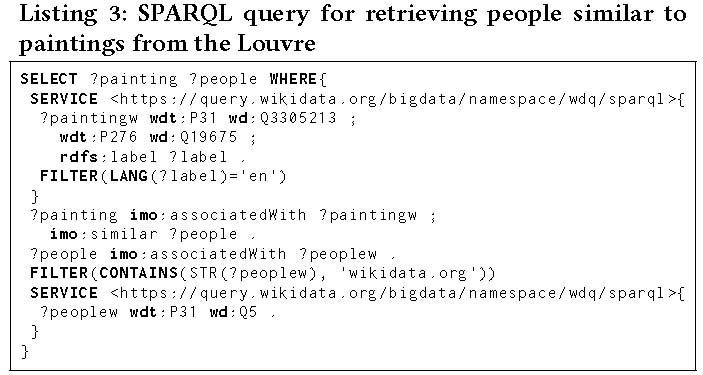 Listing 3: SPARQL query for retrieving people similar to
paintings from the Louvre
SELECT ?painting ?people WHERE{
SERVICE <https://query.wikidata.org/bigdata/namespace/wdq/sparql>{
?paintingw wdt:P31 wd:Q3305213 ;
wdt:P276 wd:Q19675 ;
rdfs:label ?label .
FILTER(LANG(?label)='en')
}
?painting imo:associatedWith ?paintingw ;
imo:similar ?people .
?people imo:associatedWith ?peoplew .
FILTER(CONTAINS(STR(?peoplew), 'wikidata.org'))
SERVICE <https://query.wikidata.org/bigdata/namespace/wdq/sparql>{
?peoplew wdt:P31 wd:Q5 .
}
}